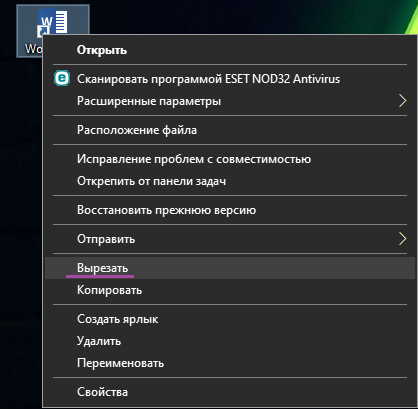 W
Открыть
Сканировать программой ESET NOD32 Antivirus
Расширенные параметры
Расположение файла
Исправление проблем с совместимостью
Открепить от панели задач
Восстановить прежнюю версию
Отправить
Вырезать
Копировать
Создать ярлык
Удалить
Переименовать
Свойства